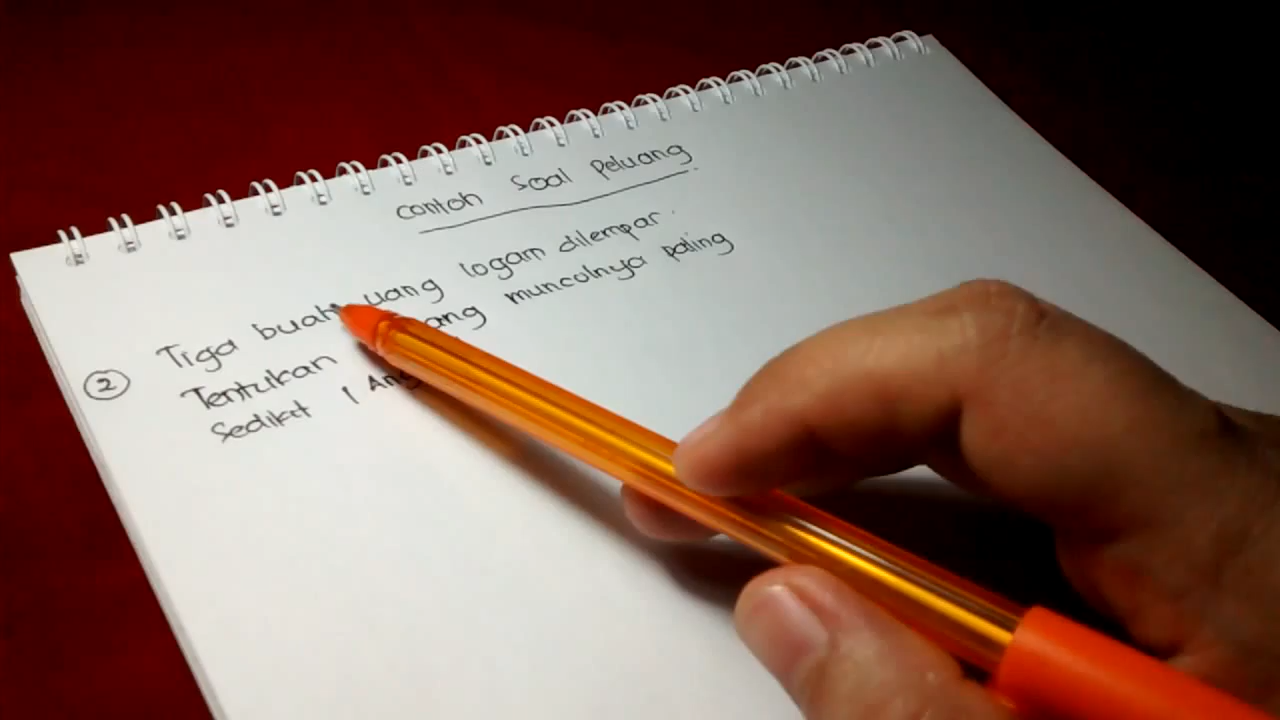 Contoh Soal Peluang
2 Tiga buah uang logam dilempar.
Tentukan muncolnya paling
Sedikit 1